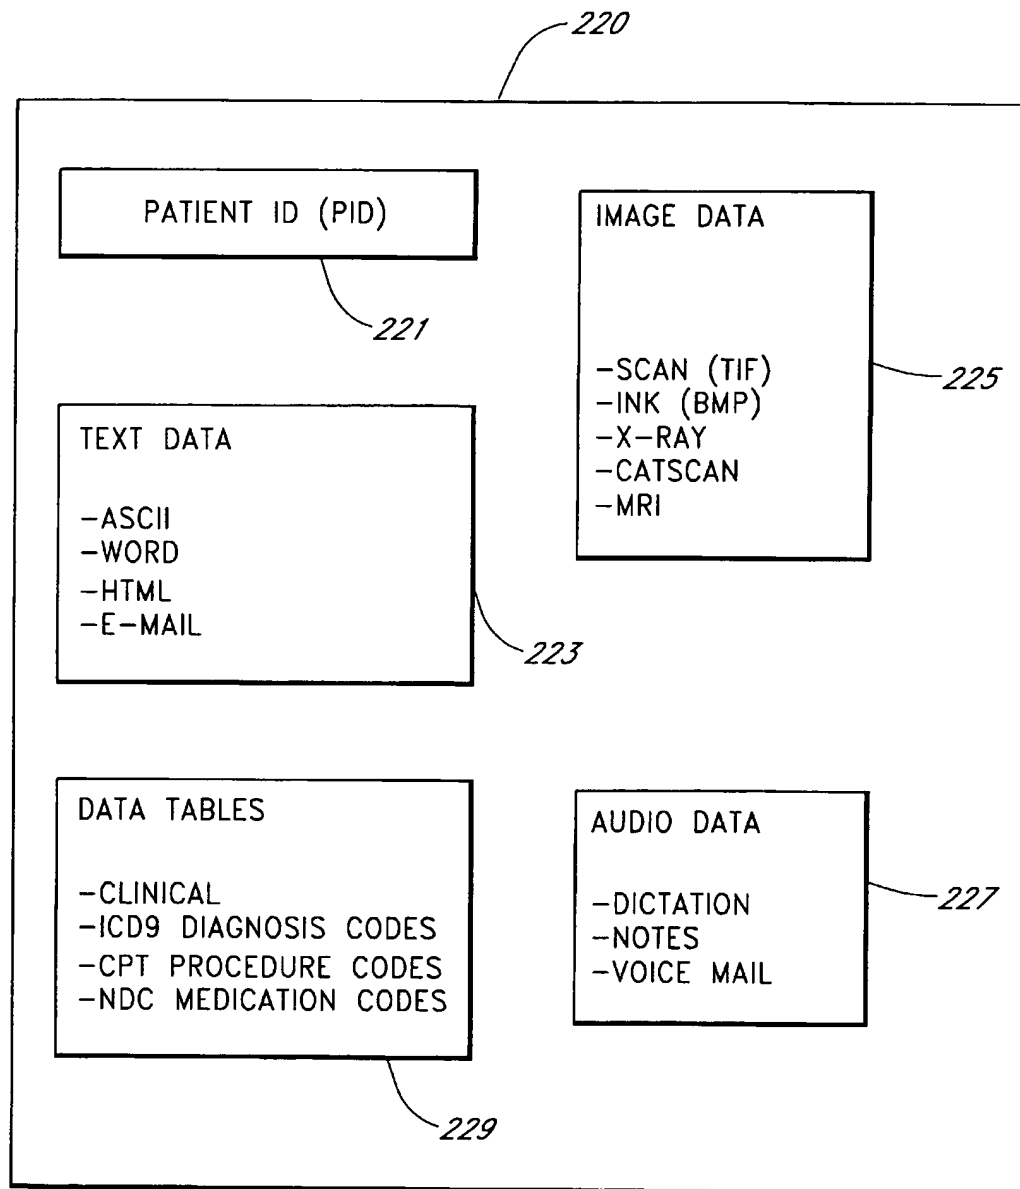 220
PATIENT ID (PID)
221
IMAGE DATA
-SCAN (TIF)
-INK (BMP)
-X-RAY
-CATSCAN
-MRI
225
TEXT DATA
-ASCII
-WORD
-HTML
-E-MAIL
223
DATA TABLES
-CLINICAL
-ICD9 DIAGNOSIS CODES
-CPT PROCEDURE CODES
-NDC MEDICATION CODES
229
AUDIO DATA
-DICTATION
-NOTES
-VOICE MAIL
227